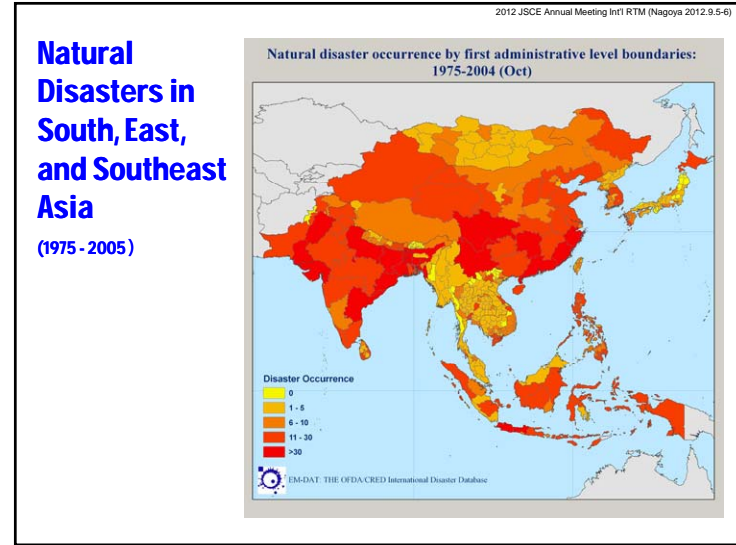 2012 JSCE Annual Meeting Int'l RTM (Nagoya 2012.9.5-6)
Natural
Disasters in
South, East,
and Southeast
Asia
(1975 - 2005)
Natural disaster occurrence by first administrative level boundaries:
1975-2004 (Oct)
Disaster Occurrence
0
1 - 5
6 - 10
11 - 30
>30
EM-DAT: THE OFDA/CRED International Disaster Database